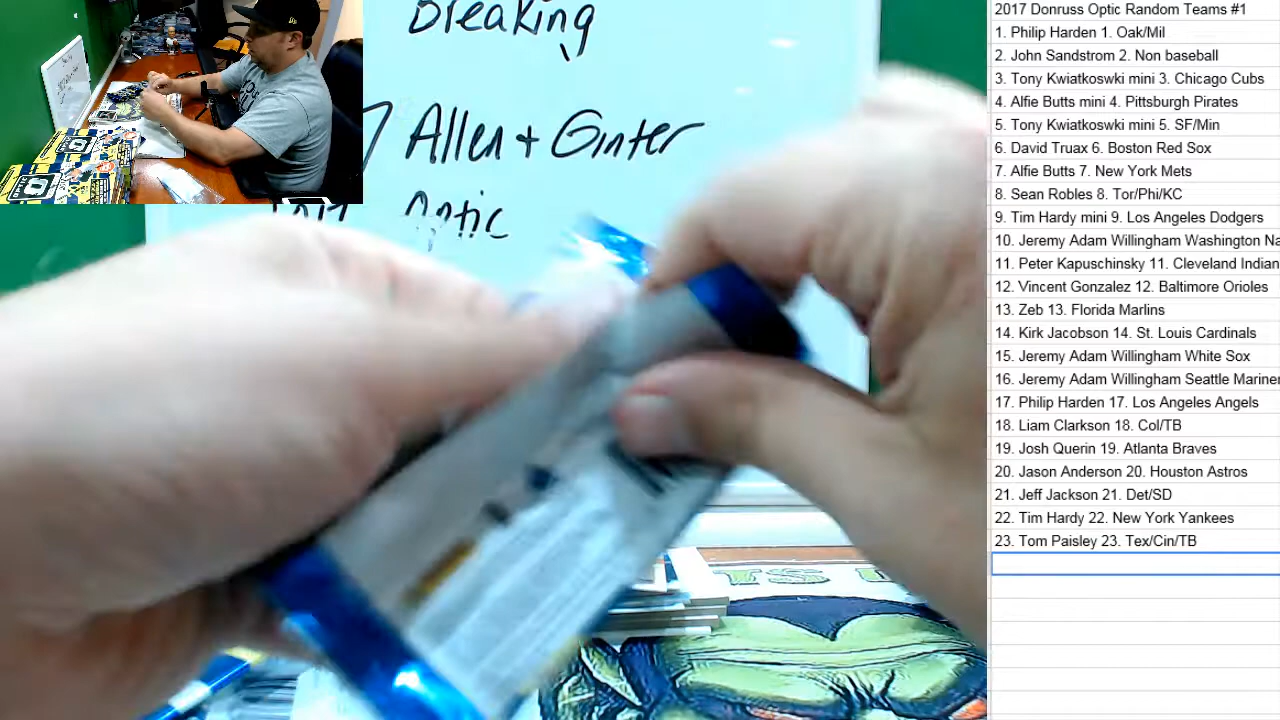 Breaking
7 Allen + Ginter
Optic
2017 Donruss Optic Random Teams #1
1. Philip Harden 1. Oak/Mil
2. John Sandstrom 2. Non baseball
3. Tony Kwiatkoswki mini 3. Chicago Cubs
4. Alfie Butts mini 4. Pittsburgh Pirates
5. Tony Kwiatkoswki mini 5. SF/Min
6. David Truax 6. Boston Red Sox
7. Alfie Butts 7. New York Mets
8. Sean Robles 8. Tor/Phi/KC
9. Tim Hardy mini 9. Los Angeles Dodgers
10. Jeremy Adam Willingham Washington Na
11. Peter Kapuschinsky 11. Cleveland Indian
12. Vincent Gonzalez 12. Baltimore Orioles
13. Zeb 13. Florida Marlins
14. Kirk Jacobson 14. St. Louis Cardinals
15. Jeremy Adam Willingham White Sox
16. Jeremy Adam Willingham Seattle Marine
17. Philip Harden 17. Los Angeles Angels
18. Liam Clarkson 18. Col/TB
19. Josh Querin 19. Atlanta Braves
20. Jason Anderson 20. Houston Astros
21. Jeff Jackson 21. Det/SD
22. Tim Hardy 22. New York Yankees
23. Tom Paisley 23. Tex/Cin/TB